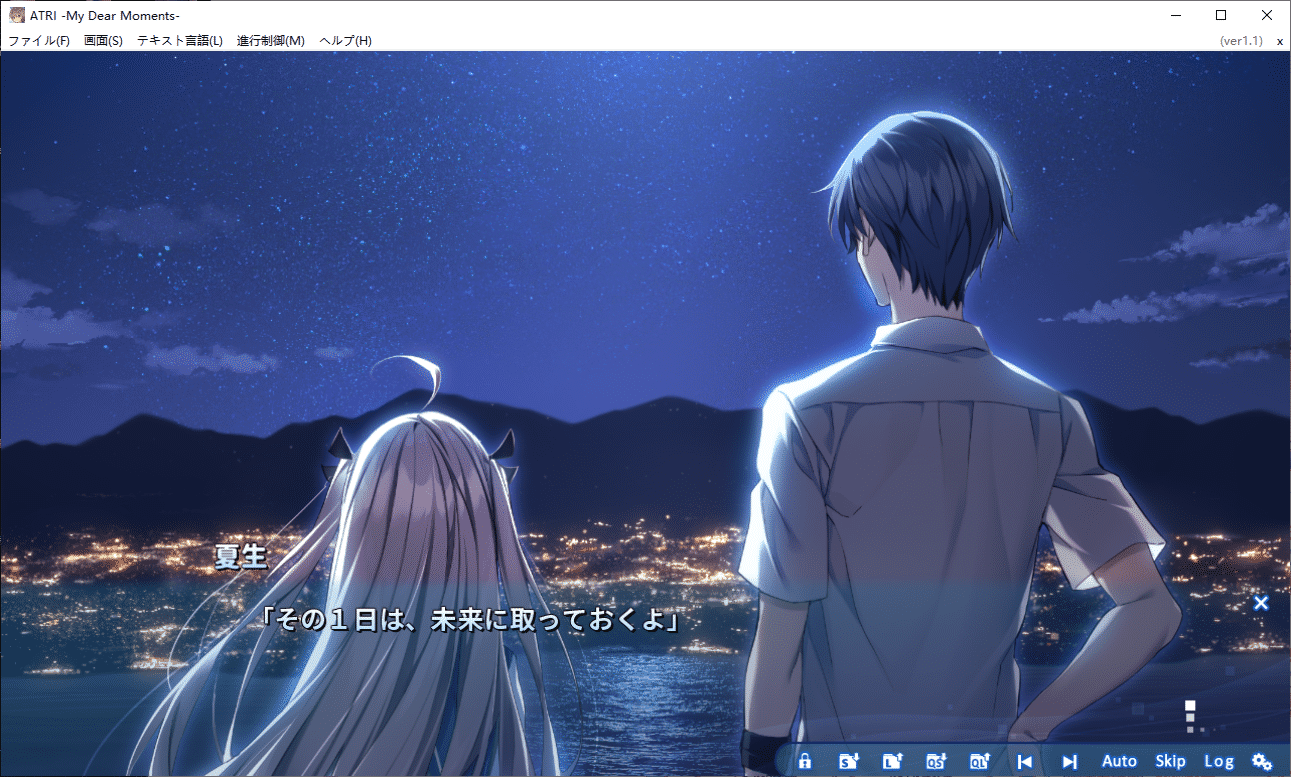 ATRI -My Dear Moments-
ファイル(F) 画面(S) テキスト言語(L) 進行制御(M) ヘルプ(H) (ver1.1) x
夏生
「その１日は、未来に取っておくよ」
S L QS QL Auto Skip Log